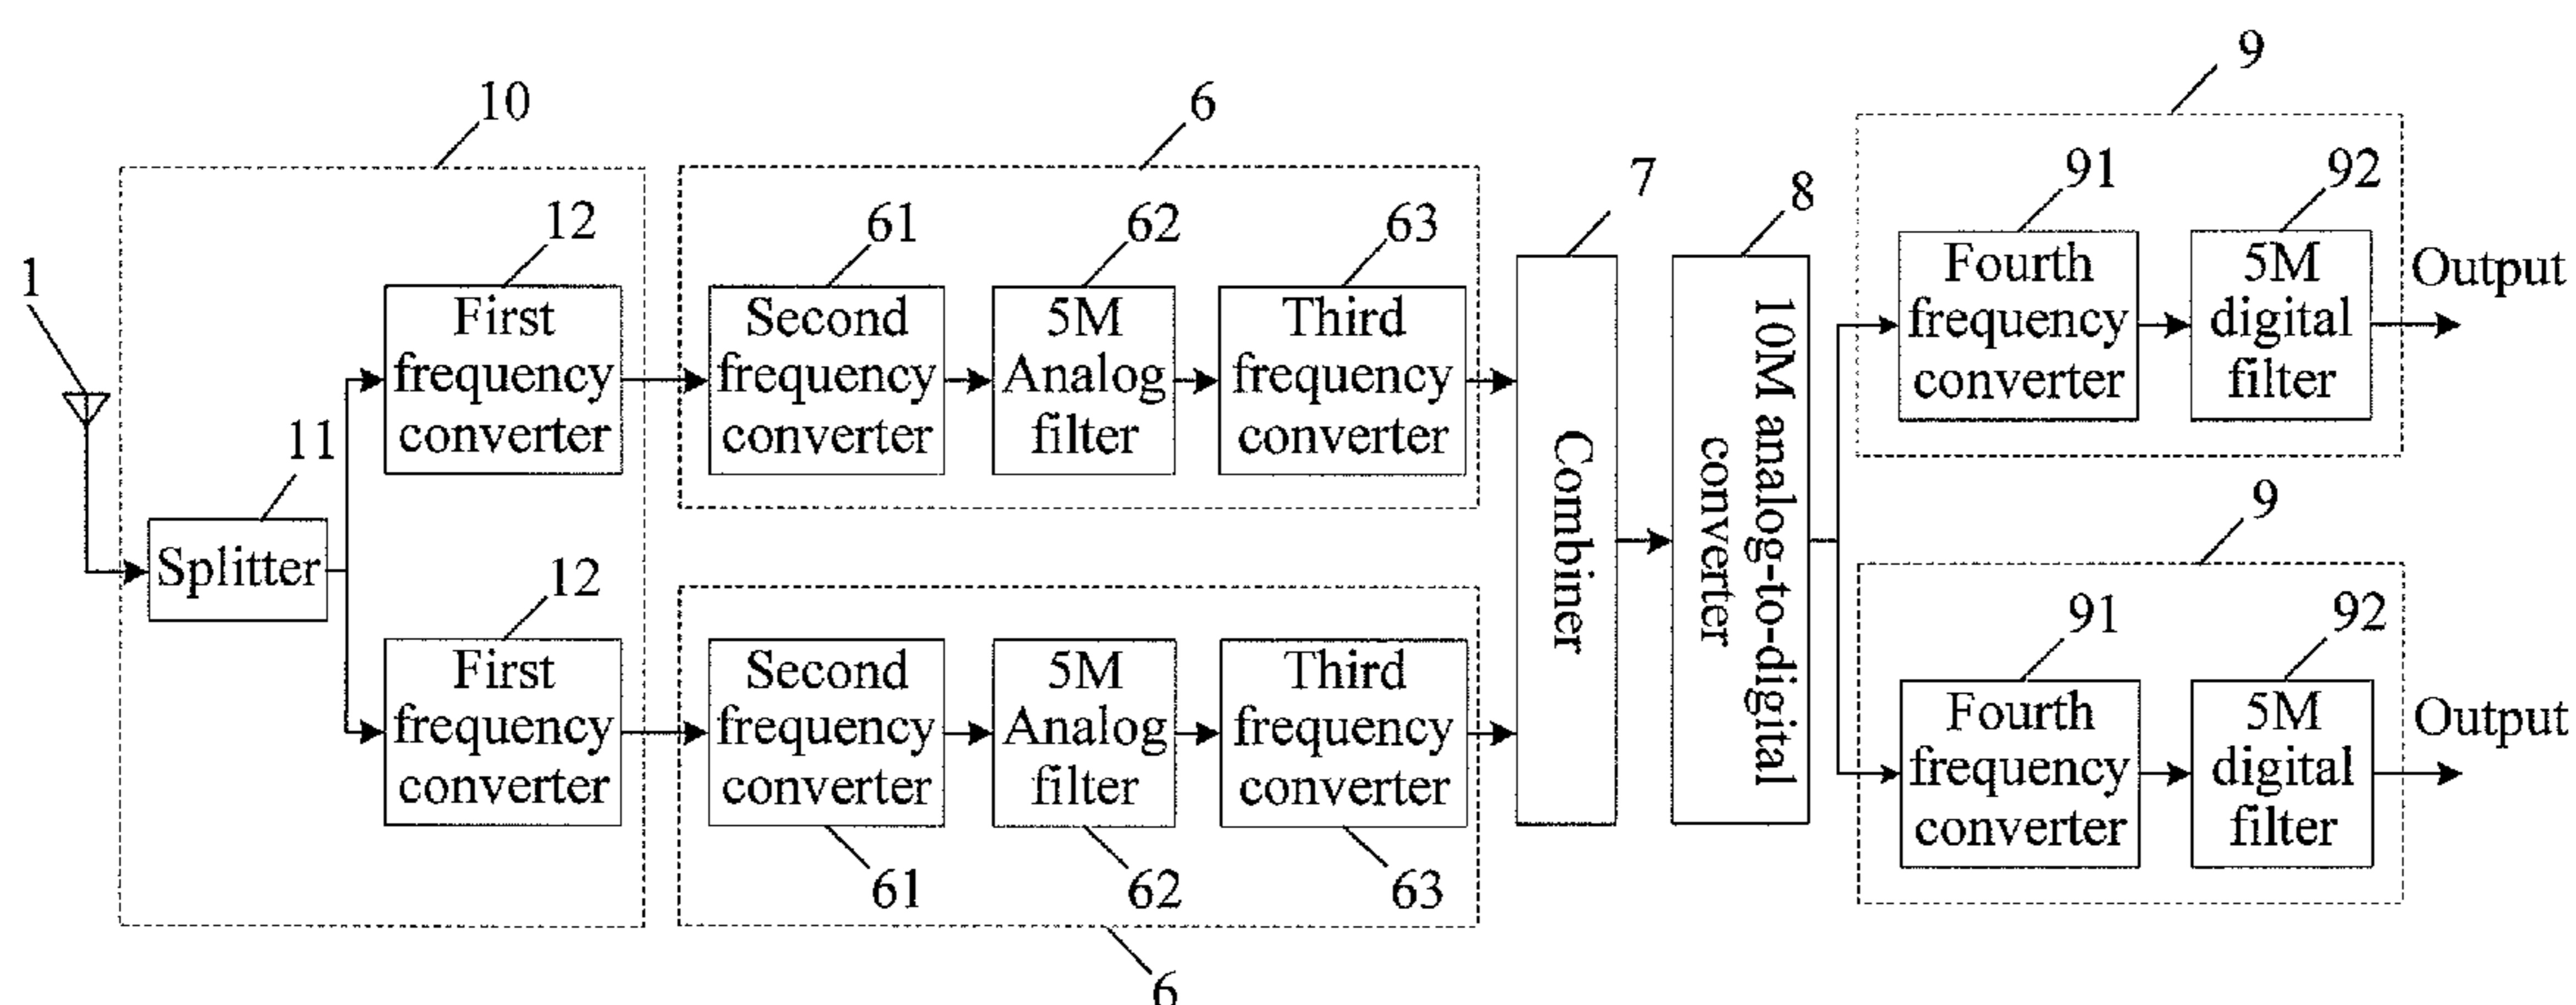 10
6
9
1
12
61
62
63
7
8
91
92
11
First
frequency
converter
Second
frequency
converter
5M
Analog
filter
Third
frequency
converter
Fourth
frequency
converter
5M
digital
filter
Output
Splitter
Combiner
10M analog-to-digital
converter
9
12
91
92
First
frequency
converter
Second
frequency
converter
5M
Analog
filter
Third
frequency
converter
Fourth
frequency
converter
5M
digital
filter
Output
61
62
63
6